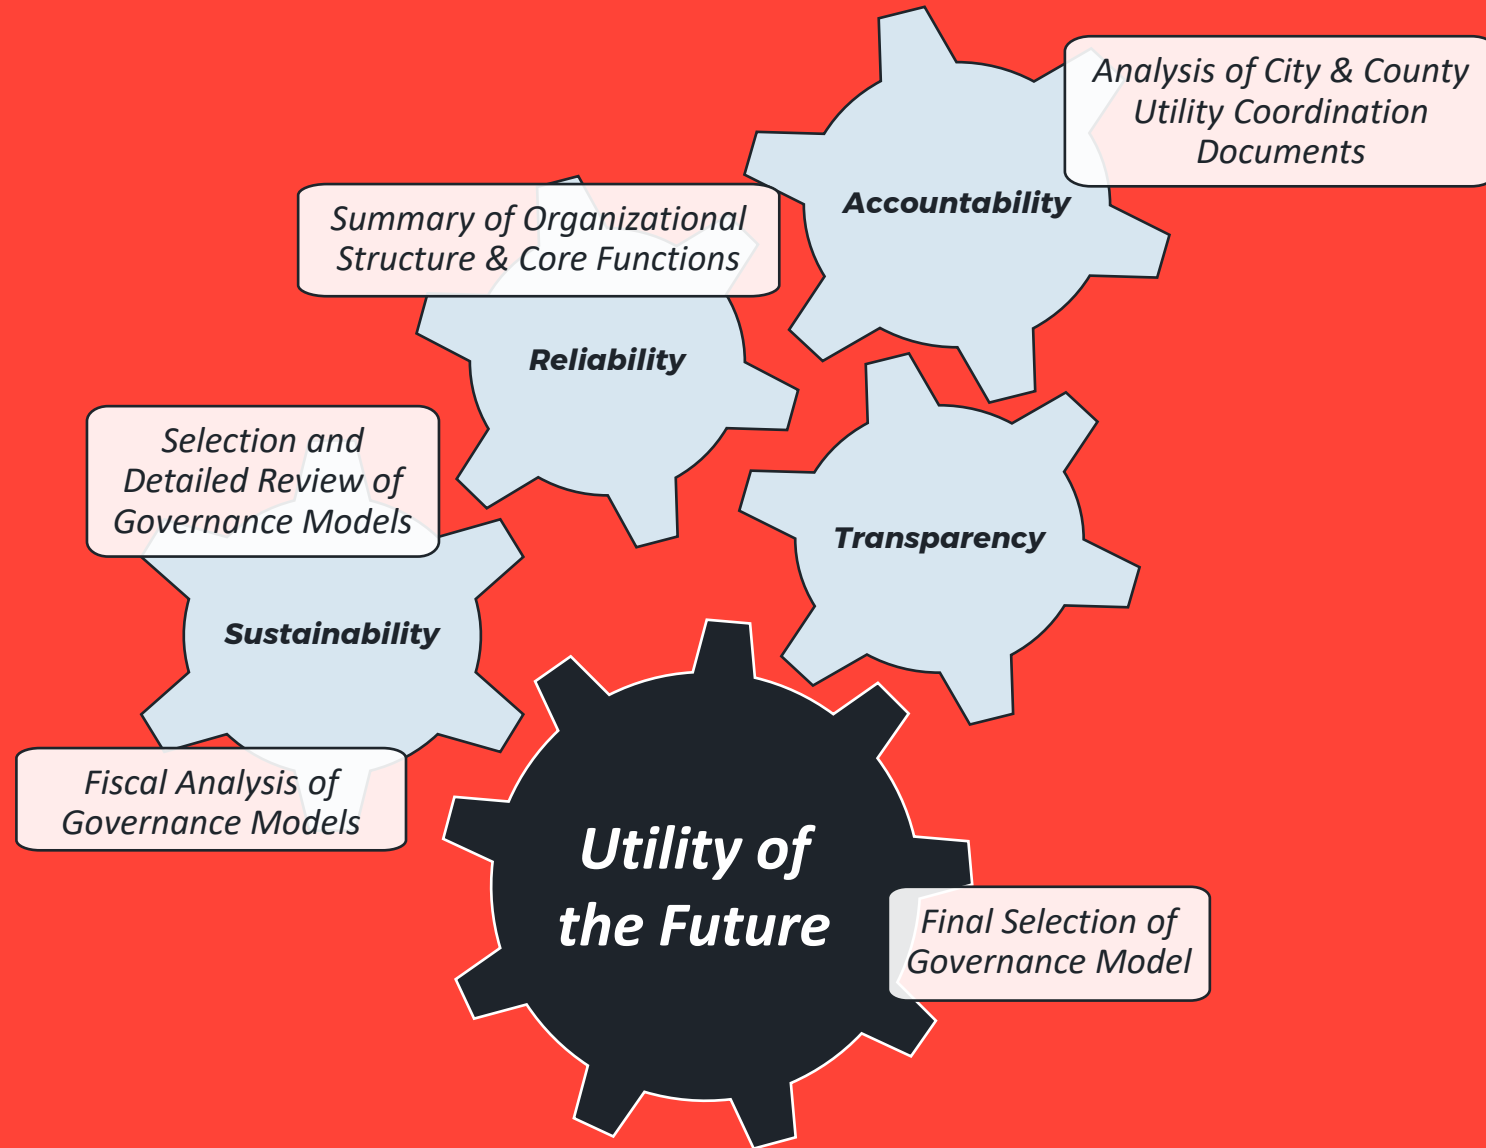 Analysis of City & County
Utility Coordination
Documents
Accountability
Summary of Organizational
Structure & Core Functions
Reliability
Selection and
Detailed Review of
Governance Models
Transparency
Sustainability
Fiscal Analysis of
Governance Models
Utility of
the Future
Final Selection of
Governance Model